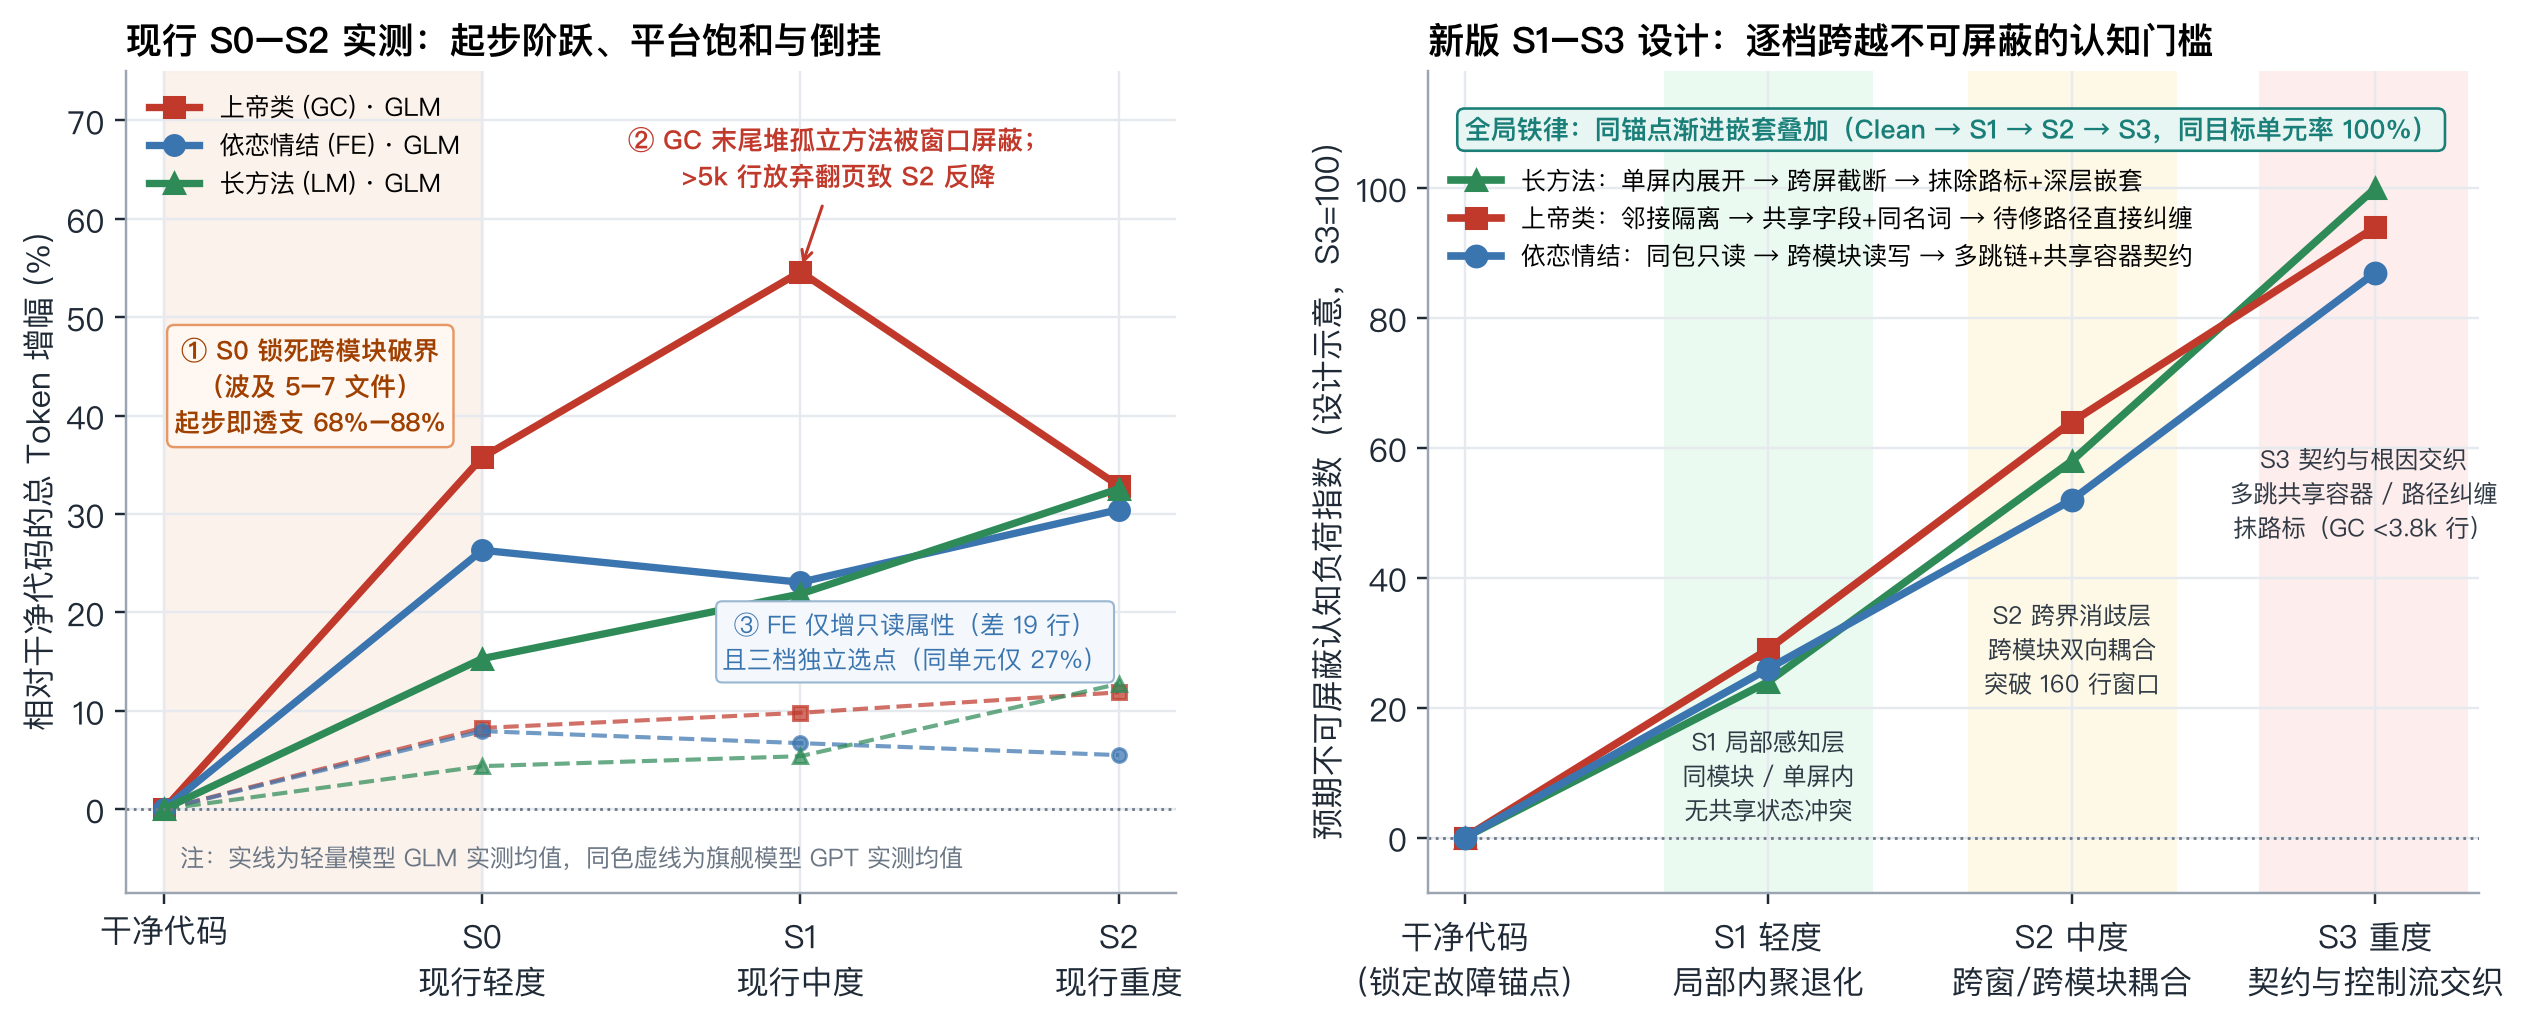 现行 S0—S2 实测：起步阶跃、平台饱和与倒挂
相对干净代码的总 Token 增幅 (%)
70
60
50
40
30
20
10
0
上帝类 (GC) · GLM
依恋情结 (FE) · GLM
长方法 (LM) · GLM
② GC 末尾堆孤立方法被窗口屏蔽；
>5k 行放弃翻页致 S2 反降
① S0 锁死跨模块破界
（波及 5—7 文件）
起步即透支 68%—88%
③ FE 仅增只读属性（差 19 行）
且三档独立选点（同单元仅 27%）
注：实线为轻量模型 GLM 实测均值，同色虚线为旗舰模型 GPT 实测均值
干净代码
S0
现行轻度
S1
现行中度
S2
现行重度
新版 S1—S3 设计：逐档跨越不可屏蔽的认知门槛
预期不可屏蔽认知负荷指数（设计示意，S3=100）
100
80
60
40
20
0
全局铁律：同锚点渐进嵌套叠加（Clean → S1 → S2 → S3，同目标单元率 100%）
长方法：单屏内展开 → 跨屏截断 → 抹除路标+深层嵌套
上帝类：邻接隔离 → 共享字段+同名词 → 待修路径直接纠缠
依恋情结：同包只读 → 跨模块读写 → 多跳链+共享容器契约
S3 契约与根因交织
多跳共享容器 / 路径纠缠
抹路标（GC <3.8k 行）
S2 跨界消歧层
跨模块双向耦合
突破 160 行窗口
S1 局部感知层
同模块 / 单屏内
无共享状态冲突
干净代码
（锁定故障锚点）
S1 轻度
局部内聚退化
S2 中度
跨窗/跨模块耦合
S3 重度
契约与控制流交织